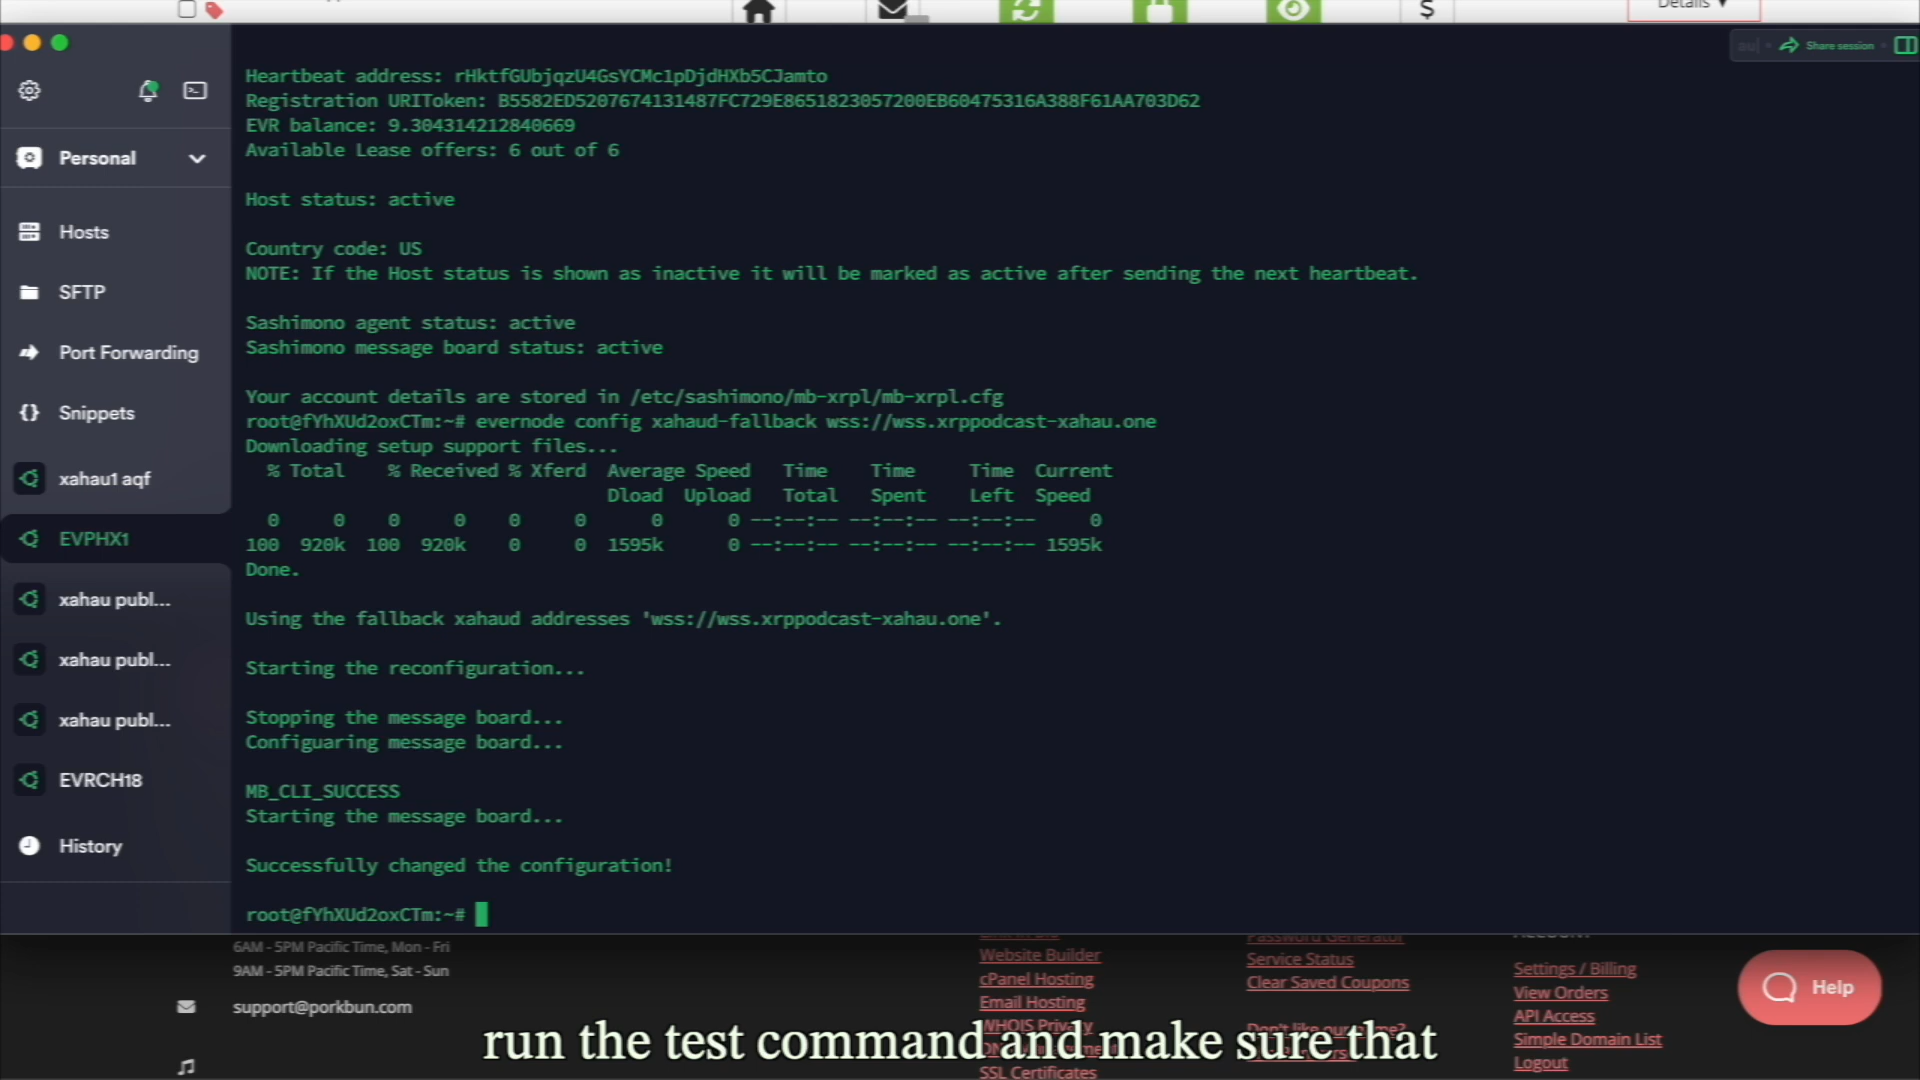 Details ▼
Share session
Heartbeat address: rHktfGUbjqzU4GsYCMc1pDjdHXb5CJamto
Registration URIToken: B5582ED5207674131487FC729E8651823057200EB60475316A388F61AA703D62
EVR balance: 9.304314212840669
Available Lease offers: 6 out of 6
Host status: active
Country code: US
NOTE: If the Host status is shown as inactive it will be marked as active after sending the next heartbeat.
Sashimono agent status: active
Sashimono message board status: active
Your account details are stored in /etc/sashimono/mb-xrpl/mb-xrpl.cfg
root@fYhXUd2oxCTm:~# evernode config xahaud-fallback wss://wss.xrppodcast-xahau.one
Downloading setup support files...
% Total % Received % Xferd Average Speed Time Time Time Current
Dload Upload Total Spent Left Speed
0 0 0 0 0 0 0 0 --:--:-- --:--:-- --:--:-- 0
100 920k 100 920k 0 0 1595k 0 --:--:-- --:--:-- --:--:-- 1595k
Done.
Using the fallback xahaud addresses 'wss://wss.xrppodcast-xahau.one'.
Starting the reconfiguration...
Stopping the message board...
Configuaring message board...
MB_CLI_SUCCESS
Starting the message board...
Successfully changed the configuration!
root@fYhXUd2oxCTm:~#
Personal
Hosts
SFTP
Port Forwarding
Snippets
xahau1 aqf
EVPHX1
xahau publ...
xahau publ...
xahau publ...
EVRCH18
History
6AM - 5PM Pacific Time, Mon - Fri
9AM - 5PM Pacific Time, Sat - Sun
support@porkbun.com
Website Builder
cPanel Hosting
Email Hosting
WHOIS Privacy
SSL Certificates
Password Generator
Service Status
Clear Saved Coupons
ACCOUNT
Settings / Billing
View Orders
API Access
Simple Domain List
Logout
Help
run the test command and make sure that